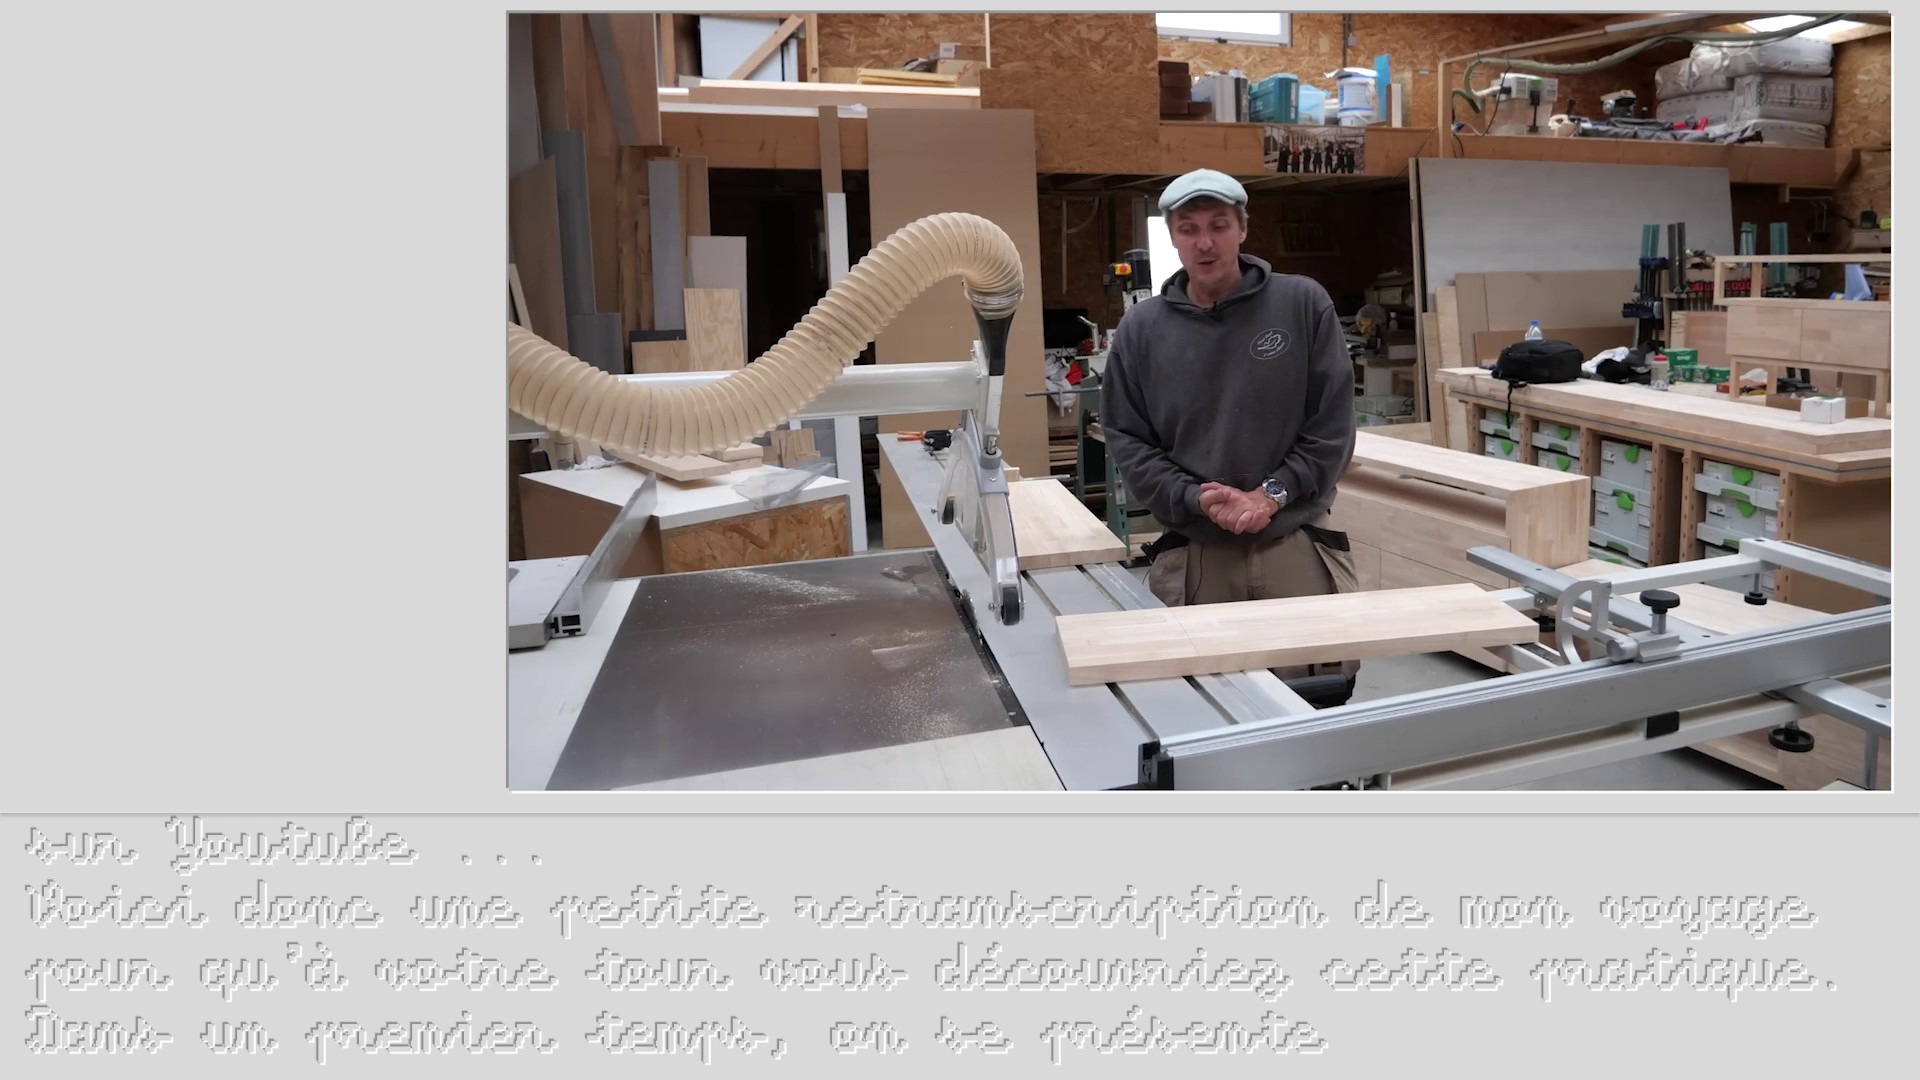 sur Youtube ...
Voici donc une petite retranscription de mon voyage
pour qu'à votre tour vous découvriez cette pratique.
Dans un premier temps, on se présente